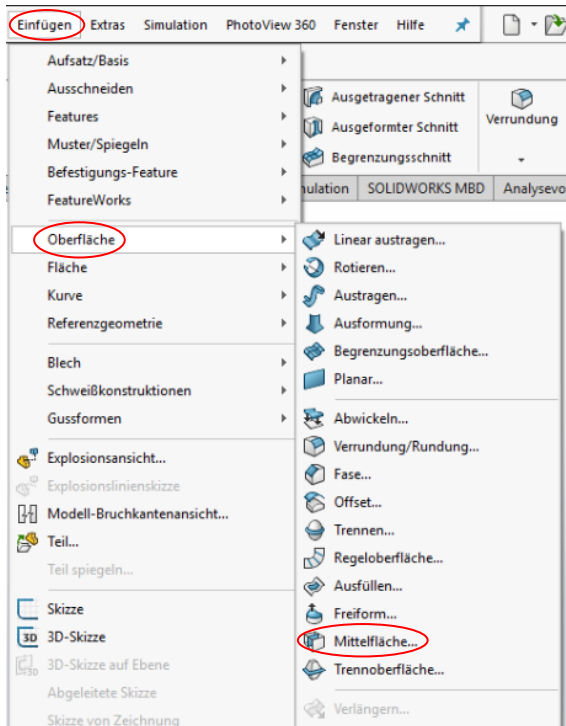 Einfügen Extras Simulation PhotoView 360 Fenster Hilfe
Aufsatz/Basis
Ausschneiden
Features
Muster/Spiegeln
Befestigungs-Feature
FeatureWorks
Oberfläche
Fläche
Kurve
Referenzgeometrie
Blech
Schweißkonstruktionen
Gussformen
Explosionsansicht...
Explosionslinienskizze
Modell-Bruchkantenansicht...
Teil...
Teil spiegeln...
Skizze
3D 3D-Skizze
3D-Skizze auf Ebene
Abgeleitete Skizze
Skizze von Zeichnung
Ausgetragener Schnitt
Ausgeformter Schnitt
Begrenzungsschnitt
Verrundung
nulation SOLIDWORKS MBD Analysevo
Linear austragen...
Rotieren...
Austragen...
Ausformung...
Begrenzungsoberfläche...
Planar...
Abwickeln...
Verrundung/Rundung...
Fase...
Offset...
Trennen...
Regeloberfläche...
Ausfüllen...
Freiform...
Mittelfläche...
Trennoberfläche...
Verlängern...